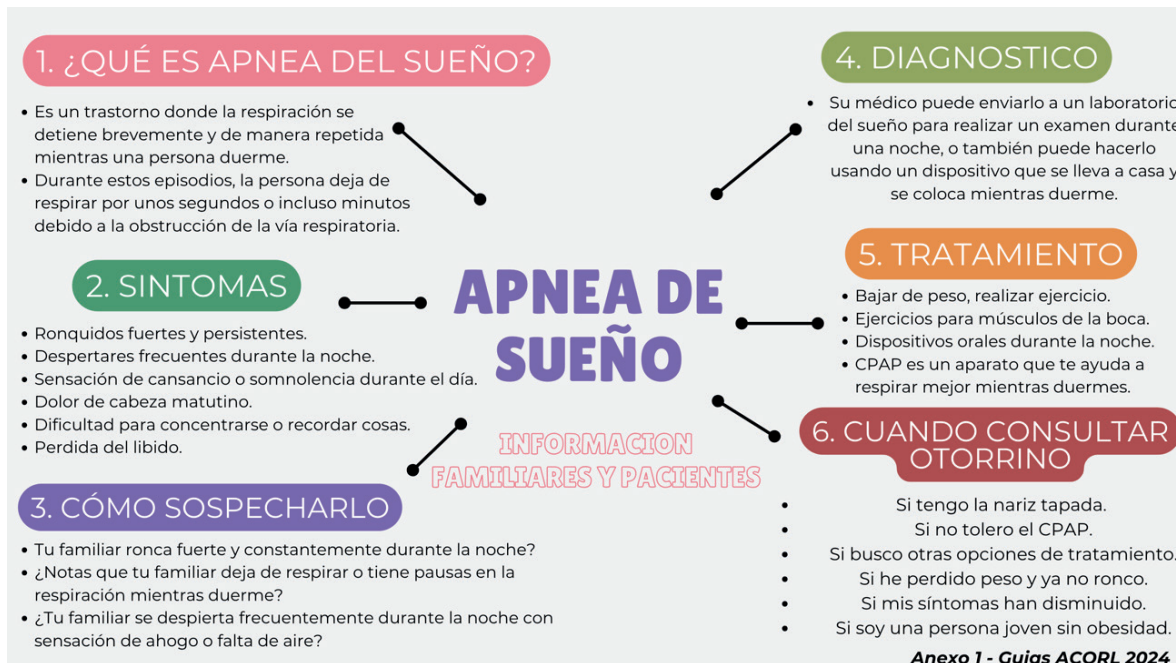 1. ¿QUÉ ES APNEA DEL SUEÑO?
• Es un trastorno donde la respiración se
detiene brevemente y de manera repetida
mientras una persona duerme.
• Durante estos episodios, la persona deja de
respirar por unos segundos o incluso minutos
debido a la obstrucción de la vía respiratoria.
2. SINTOMAS
• Ronquidos fuertes y persistentes.
• Despertares frecuentes durante la noche.
• Sensación de cansancio o somnolencia durante el día.
• Dolor de cabeza matutino.
• Dificultad para concentrarse o recordar cosas.
• Perdida del libido.
3. CÓMO SOSPECHARLO
• Tu familiar ronca fuerte y constantemente durante la noche?
• ¿Notas que tu familiar deja de respirar o tiene pausas en la
respiración mientras duerme?
• ¿Tu familiar se despierta frecuentemente durante la noche con
sensación de ahogo o falta de aire?
APNEA DE
SUEÑO
INFORMACION
FAMILIARES Y PACIENTES
4. DIAGNOSTICO
• Su médico puede enviarlo a un laboratorio
del sueño para realizar un examen durante
una noche, o también puede hacerlo
usando un dispositivo que se lleva a casa y
se coloca mientras duerme.
5. TRATAMIENTO
• Bajar de peso, realizar ejercicio.
• Ejercicios para músculos de la boca.
• Dispositivos orales durante la noche.
• CPAP es un aparato que te ayuda a
respirar mejor mientras duermes.
6. CUANDO CONSULTAR
OTORRINO
• Si tengo la nariz tapada.
• Si no tolero el CPAP.
• Si busco otras opciones de tratamiento.
• Si he perdido peso y ya no ronco.
• Si mis síntomas han disminuido.
• Si soy una persona joven sin obesidad.
Anexo 1 - Guias ACORL 2024